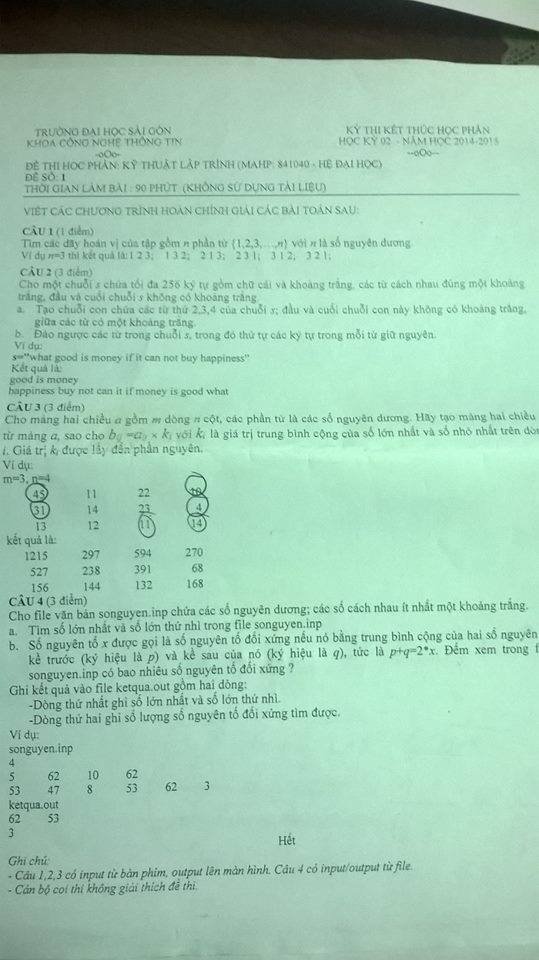 TRƯỜNG ĐẠI HỌC SÀI GÒN
KHOA CÔNG NGHỆ THÔNG TIN
-oOo-
KỲ THI KẾT THÚC HỌC PHẦN
HỌC KỲ 02 - NĂM HỌC 2014-2015
--oOo--
ĐỀ THI HỌC PHẦN: KỸ THUẬT LẬP TRÌNH (MAHP: 841040 - HỆ ĐẠI HỌC)
ĐỀ SỐ: 1
THỜI GIAN LÀM BÀI : 90 PHÚT (KHÔNG SỬ DỤNG TÀI LIỆU)
VIẾT CÁC CHƯƠNG TRÌNH HOÀN CHỈNH GIẢI CÁC BÀI TOÁN SAU:
CÂU 1 (1 điểm)
Tìm các dãy hoán vị của tập gồm n phần tử {1,2,3,…,n} với n là số nguyên dương.
Ví dụ n=3 thì kết quả là:1 2 3; 1 3 2; 2 1 3; 2 3 1; 3 1 2; 3 2 1;
CÂU 2 (3 điểm)
Cho một chuỗi s chứa tối đa 256 ký tự gồm chữ cái và khoảng trắng, các từ cách nhau đúng một khoảng
trắng, đầu và cuối chuỗi s không có khoảng trắng.
a. Tạo chuỗi con chứa các từ thứ 2,3,4 của chuỗi s; đầu và cuối chuỗi con này không có khoảng trắng,
giữa các từ có một khoảng trắng.
b. Đảo ngược các từ trong chuỗi s, trong đó thứ tự các ký tự trong mỗi từ giữ nguyên.
Ví dụ:
s="what good is money if it can not buy happiness"
Kết quả là:
good is money
happiness buy not can it if money is good what
CÂU 3 (3 điểm)
Cho mảng hai chiều a gồm m dòng n cột, các phần tử là các số nguyên dương. Hãy tạo mảng hai chiều
từ mảng a, sao cho bij =aij × ki với ki là giá trị trung bình cộng của số lớn nhất và số nhỏ nhất trên dòn
i. Giá trị ki được lấy đến phần nguyên.
Ví dụ:
m=3, n=4
45 11 22 10
31 14 23 4
13 12 11 14
kết quả là:
1215 297 594 270
527 238 391 68
156 144 132 168
CÂU 4 (3 điểm)
Cho file văn bản songuyen.inp chứa các số nguyên dương; các số cách nhau ít nhất một khoảng trắng.
a. Tìm số lớn nhất và số lớn thứ nhì trong file songuyen.inp
b. Số nguyên tố x được gọi là số nguyên tố đối xứng nếu nó bằng trung bình cộng của hai số nguyên
kề trước (ký hiệu là p) và kề sau của nó (ký hiệu là q), tức là p+q=2*x. Đếm xem trong f
songuyen.inp có bao nhiêu số nguyên tố đối xứng ?
Ghi kết quả vào file ketqua.out gồm hai dòng:
-Dòng thứ nhất ghi số lớn nhất và số lớn thứ nhì.
-Dòng thứ hai ghi số lượng số nguyên tố đối xứng tìm được.
Ví dụ:
songuyen.inp
4
5 62 10 62
53 47 8 53 62 3
ketqua.out
62 53
3
Hết
Ghi chú:
- Câu 1,2,3 có input từ bàn phím, output lên màn hình. Câu 4 có input/output từ file.
- Cán bộ coi thi không giải thích đề thi.